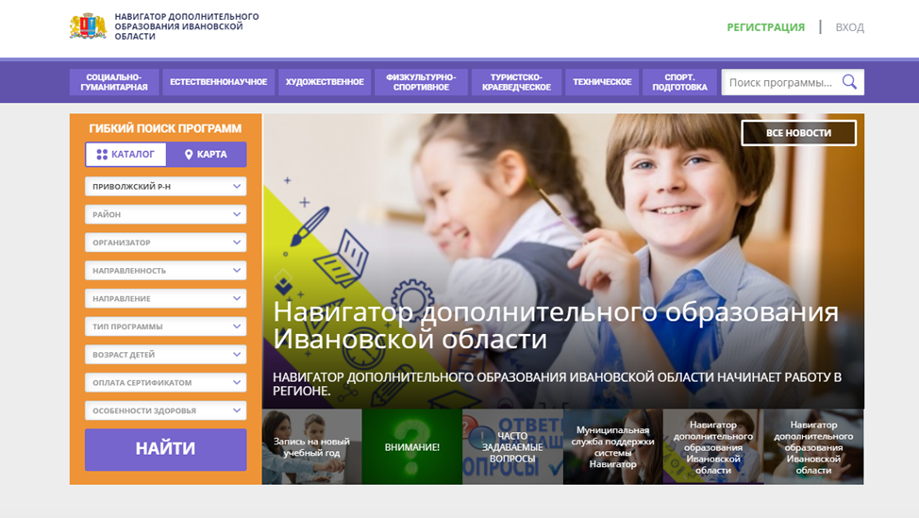 НАВИГАТОР ДОПОЛНИТЕЛЬНОГО
ОБРАЗОВАНИЯ ИВАНОВСКОЙ
ОБЛАСТИ
РЕГИСТРАЦИЯ
ВХОД
СОЦИАЛЬНО-
ГУМАНИТАРНАЯ
ЕСТЕСТВЕННОНАУЧНОЕ
ХУДОЖЕСТВЕННОЕ
ФИЗКУЛЬТУРНО-
СПОРТИВНОЕ
ТУРИСТСКО-
КРАЕВЕДЧЕСКОЕ
ТЕХНИЧЕСКОЕ
СПОРТ.
ПОДГОТОВКА
Поиск программы...
ГИБКИЙ ПОИСК ПРОГРАММ
КАТАЛОГ
КАРТА
ПРИВОЛЖСКИЙ Р-Н
РАЙОН
ОРГАНИЗАТОР
НАПРАВЛЕННОСТЬ
НАПРАВЛЕНИЕ
ТИП ПРОГРАММЫ
ВОЗРАСТ ДЕТЕЙ
ОПЛАТА СЕРТИФИКАТОМ
ОСОБЕННОСТИ ЗДОРОВЬЯ
НАЙТИ
ВСЕ НОВОСТИ
Навигатор дополнительного образования
Ивановской области
НАВИГАТОР ДОПОЛНИТЕЛЬНОГО ОБРАЗОВАНИЯ ИВАНОВСКОЙ ОБЛАСТИ НАЧИНАЕТ РАБОТУ В
РЕГИОНЕ.
Запись на новый
учебный год
ВНИМАНИЕ!
ЧАСТО
ЗАДАВАЕМЫЕ
ВОПРОСЫ
Муниципальная
служба поддержки
системы
Навигатор
Навигатор
дополнительного
образования
Ивановской
области
Навигатор
дополнительного
образования
Ивановской
области